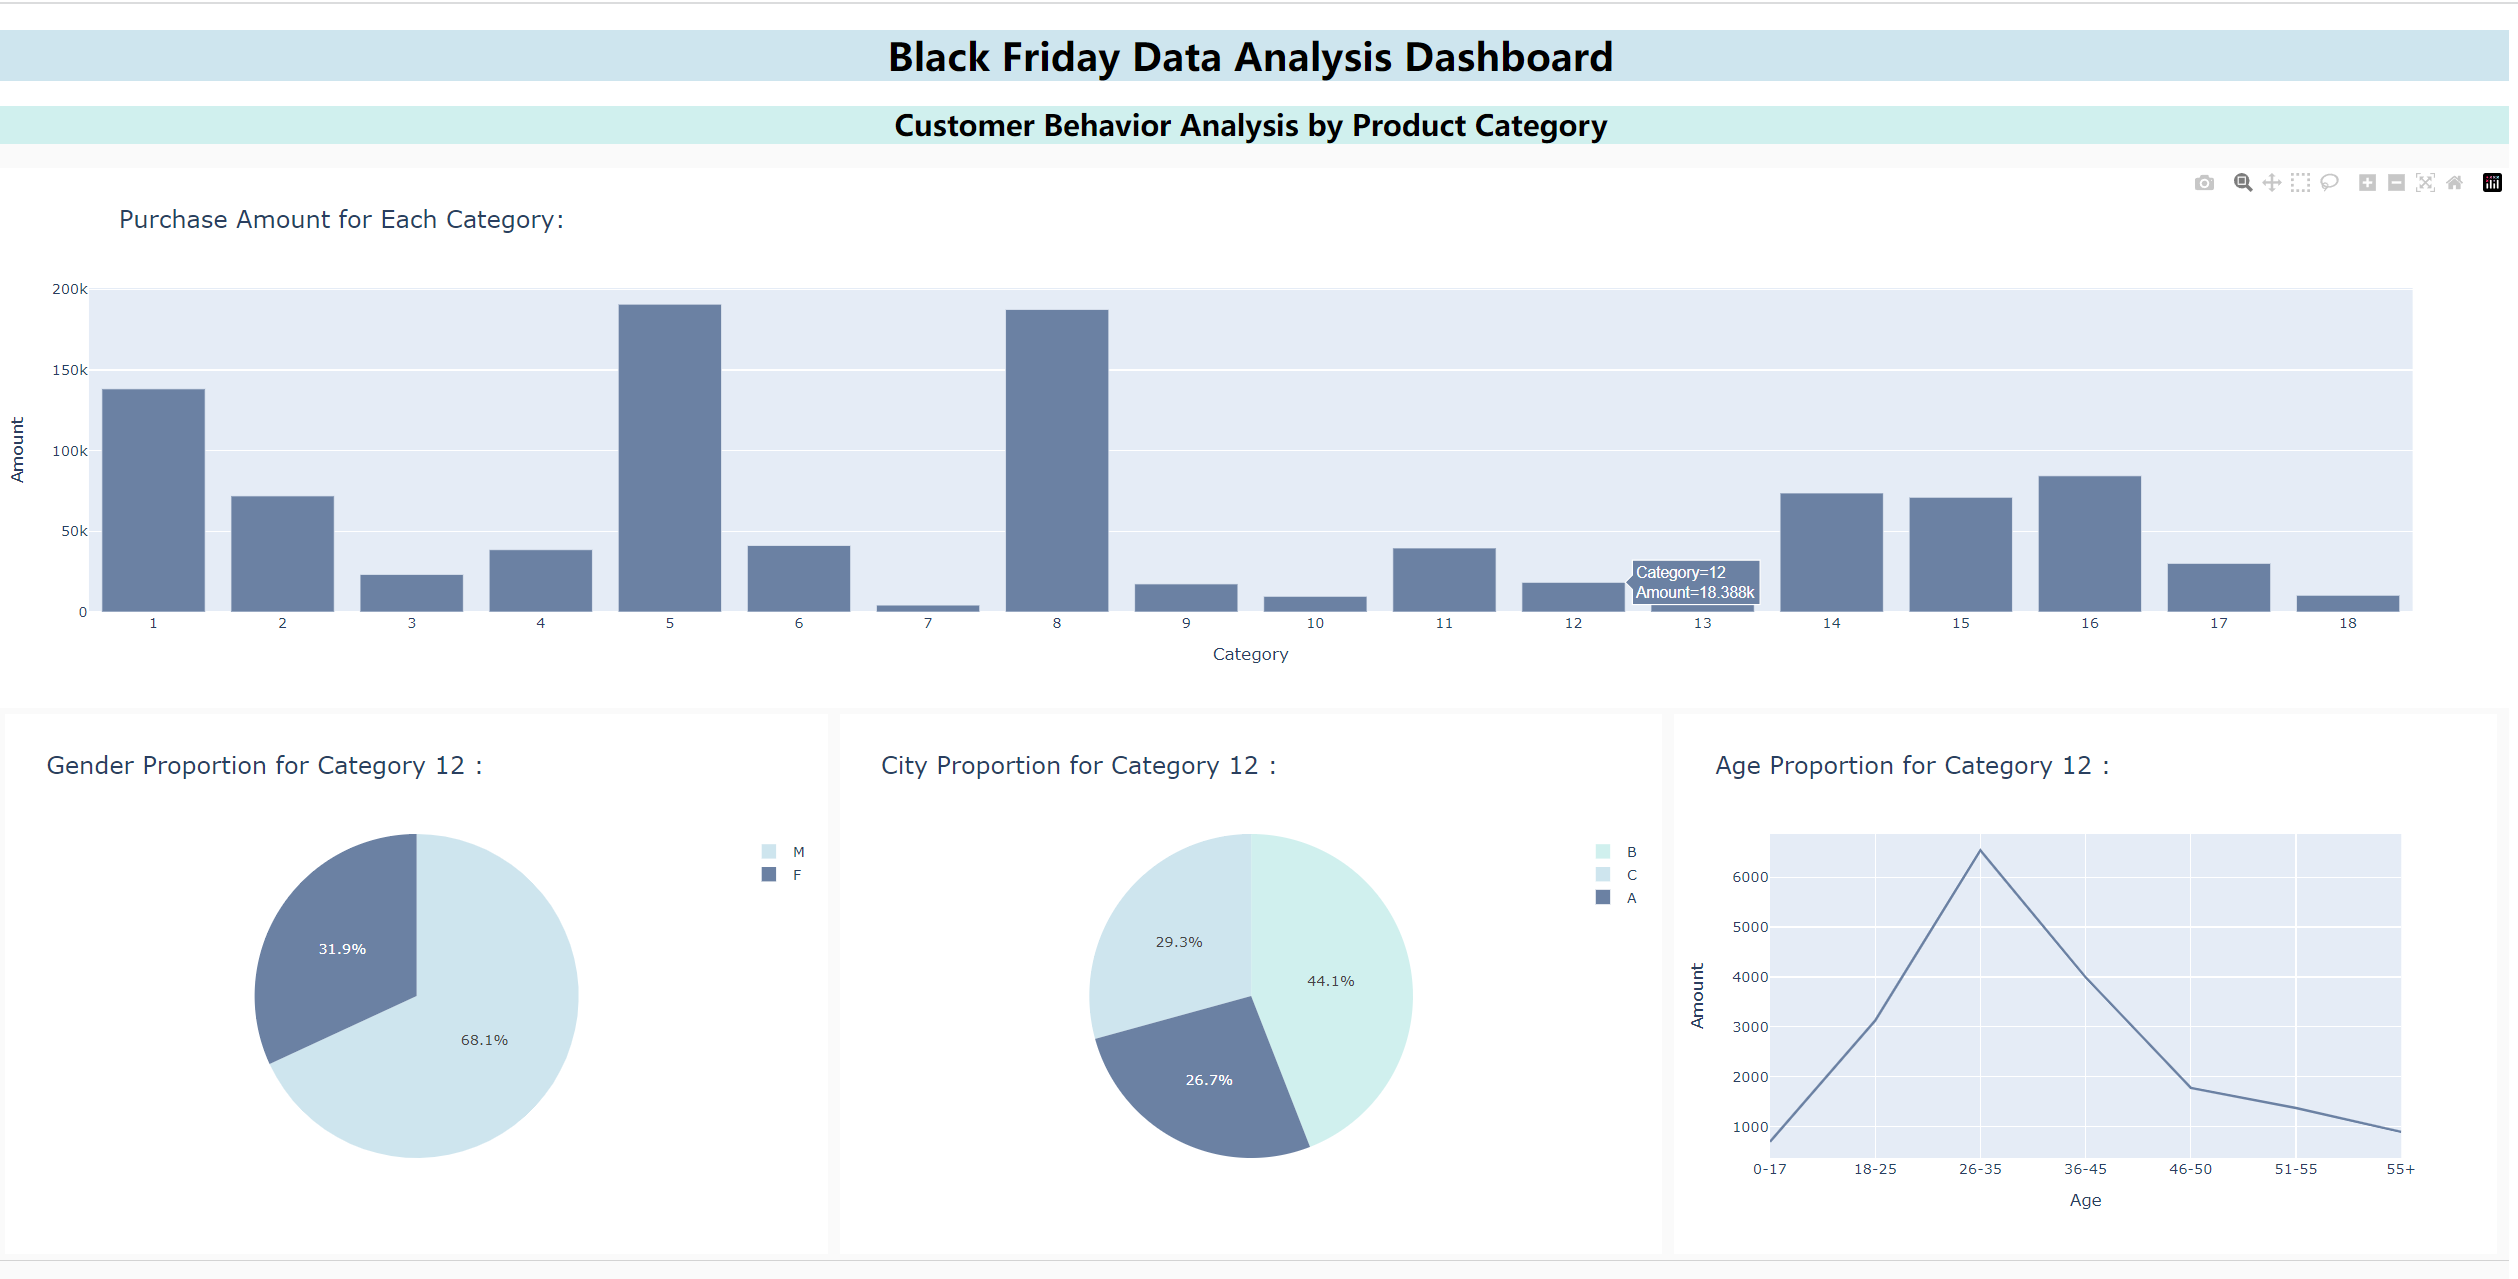 Black Friday Data Analysis Dashboard
Customer Behavior Analysis by Product Category
Purchase Amount for Each Category:
200k
150k
100k
50k
0
Amount
Category=12
Amount=18.388k
1 2 3 4 5 6 7 8 9 10 11 12 13 14 15 16 17 18
Category
Gender Proportion for Category 12 :
M
F
31.9%
68.1%
City Proportion for Category 12 :
B
C
A
29.3%
44.1%
26.7%
Age Proportion for Category 12 :
6000
5000
4000
3000
2000
1000
Amount
0-17 18-25 26-35 36-45 46-50 51-55 55+
Age